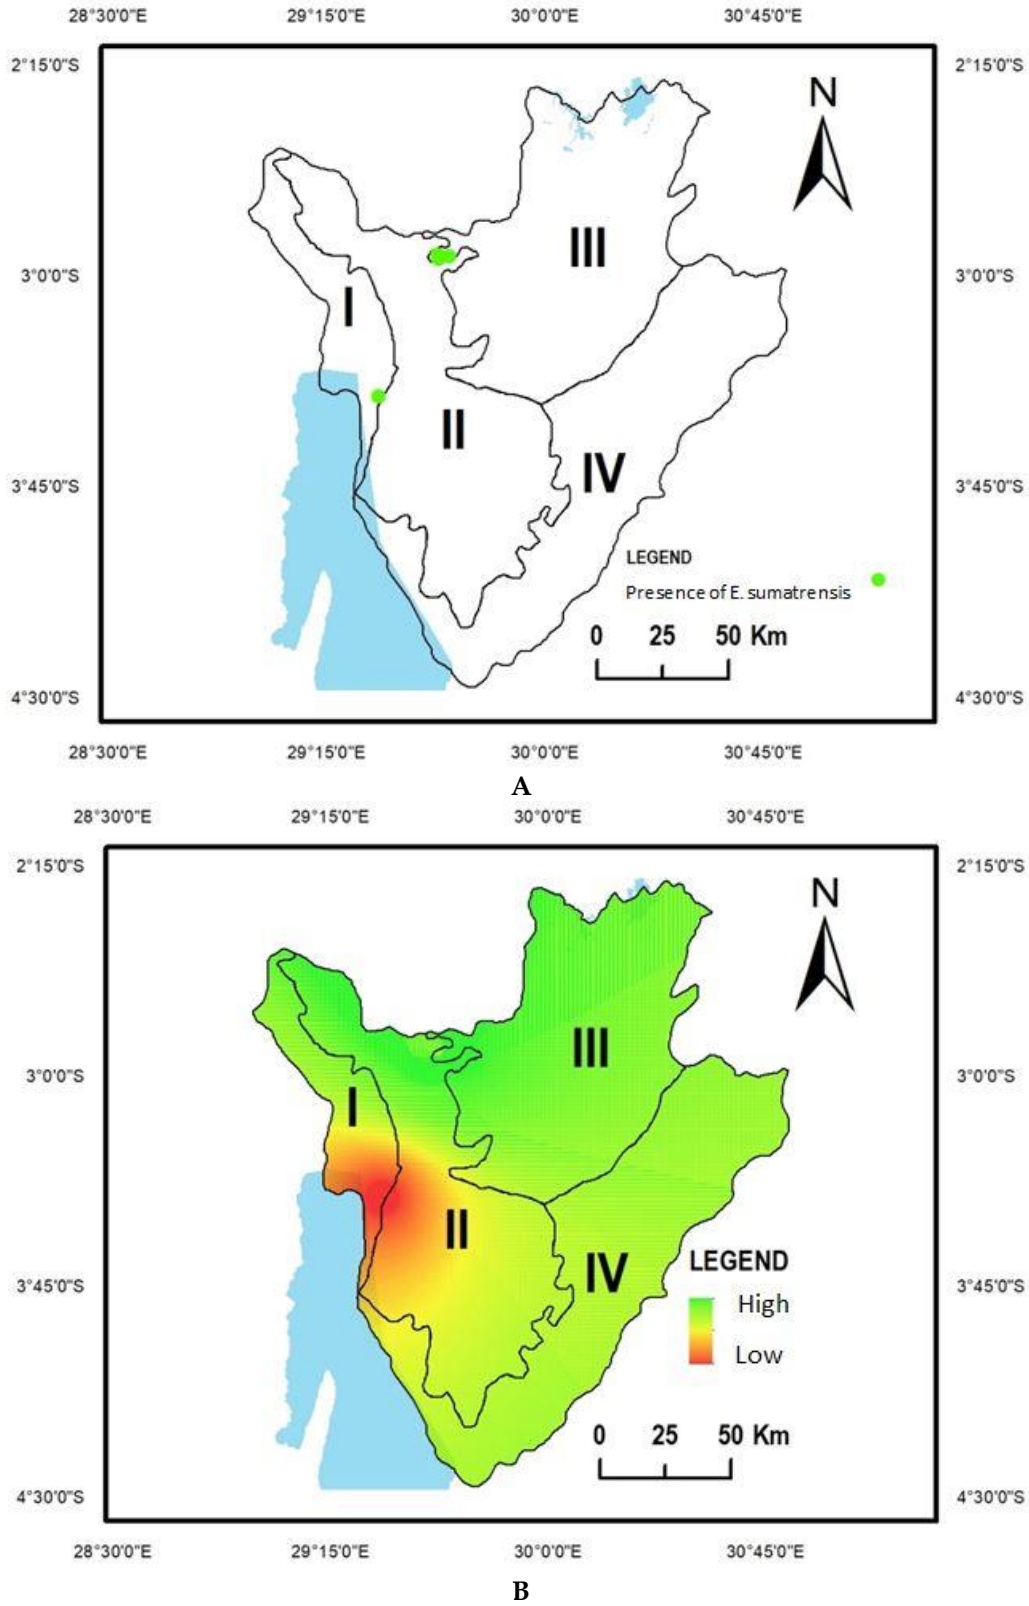 28°30'0"E 29°15'0"E 30°0'0"E 30°45'0"E
2°15'0"S 2°15'0"S
N
III
3°0'0"S 3°0'0"S
I
II
IV
3°45'0"S 3°45'0"S
LEGEND
Presence of E. sumatrensis
0 25 50 Km
4°30'0"S 4°30'0"S
28°30'0"E 29°15'0"E 30°0'0"E 30°45'0"E
A
28°30'0"E 29°15'0"E 30°0'0"E 30°45'0"E
2°15'0"S 2°15'0"S
N
III
3°0'0"S 3°0'0"S
I
II
LEGEND
IV
3°45'0"S 3°45'0"S
High
Low
0 25 50 Km
4°30'0"S 4°30'0"S
28°30'0"E 29°15'0"E 30°0'0"E 30°45'0"E
B